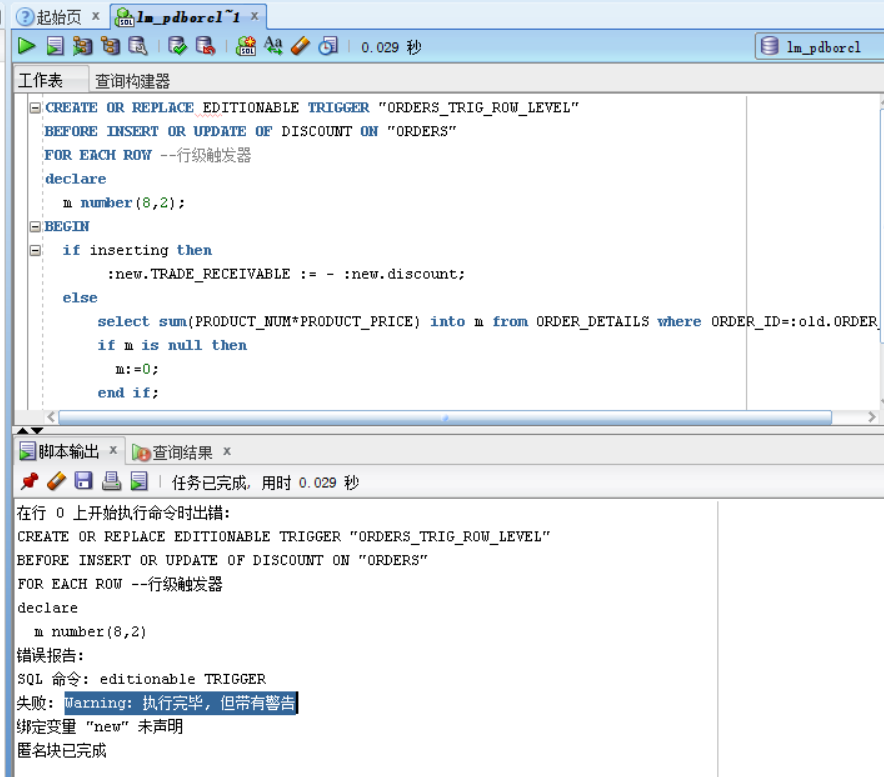 起始页 x lm_pdborcl~1 x
0.029 秒 lm_pdborcl
工作表 查询构建器
CREATE OR REPLACE EDITIONABLE TRIGGER "ORDERS_TRIG_ROW_LEVEL"
BEFORE INSERT OR UPDATE OF DISCOUNT ON "ORDERS"
FOR EACH ROW --行级触发器
declare
m number(8,2);
BEGIN
if inserting then
:new.TRADE_RECEIVABLE := - :new.discount;
else
select sum(PRODUCT_NUM*PRODUCT_PRICE) into m from ORDER_DETAILS where ORDER_ID=:old.ORDER_
if m is null then
m:=0;
end if;
脚本输出 x 查询结果 x
任务已完成, 用时 0.029 秒
在行 0 上开始执行命令时出错:
CREATE OR REPLACE EDITIONABLE TRIGGER "ORDERS_TRIG_ROW_LEVEL"
BEFORE INSERT OR UPDATE OF DISCOUNT ON "ORDERS"
FOR EACH ROW --行级触发器
declare
m number(8,2)
错误报告:
SQL 命令: editionable TRIGGER
失败: Warning: 执行完毕, 但带有警告
绑定变量 "new" 未声明
匿名块已完成